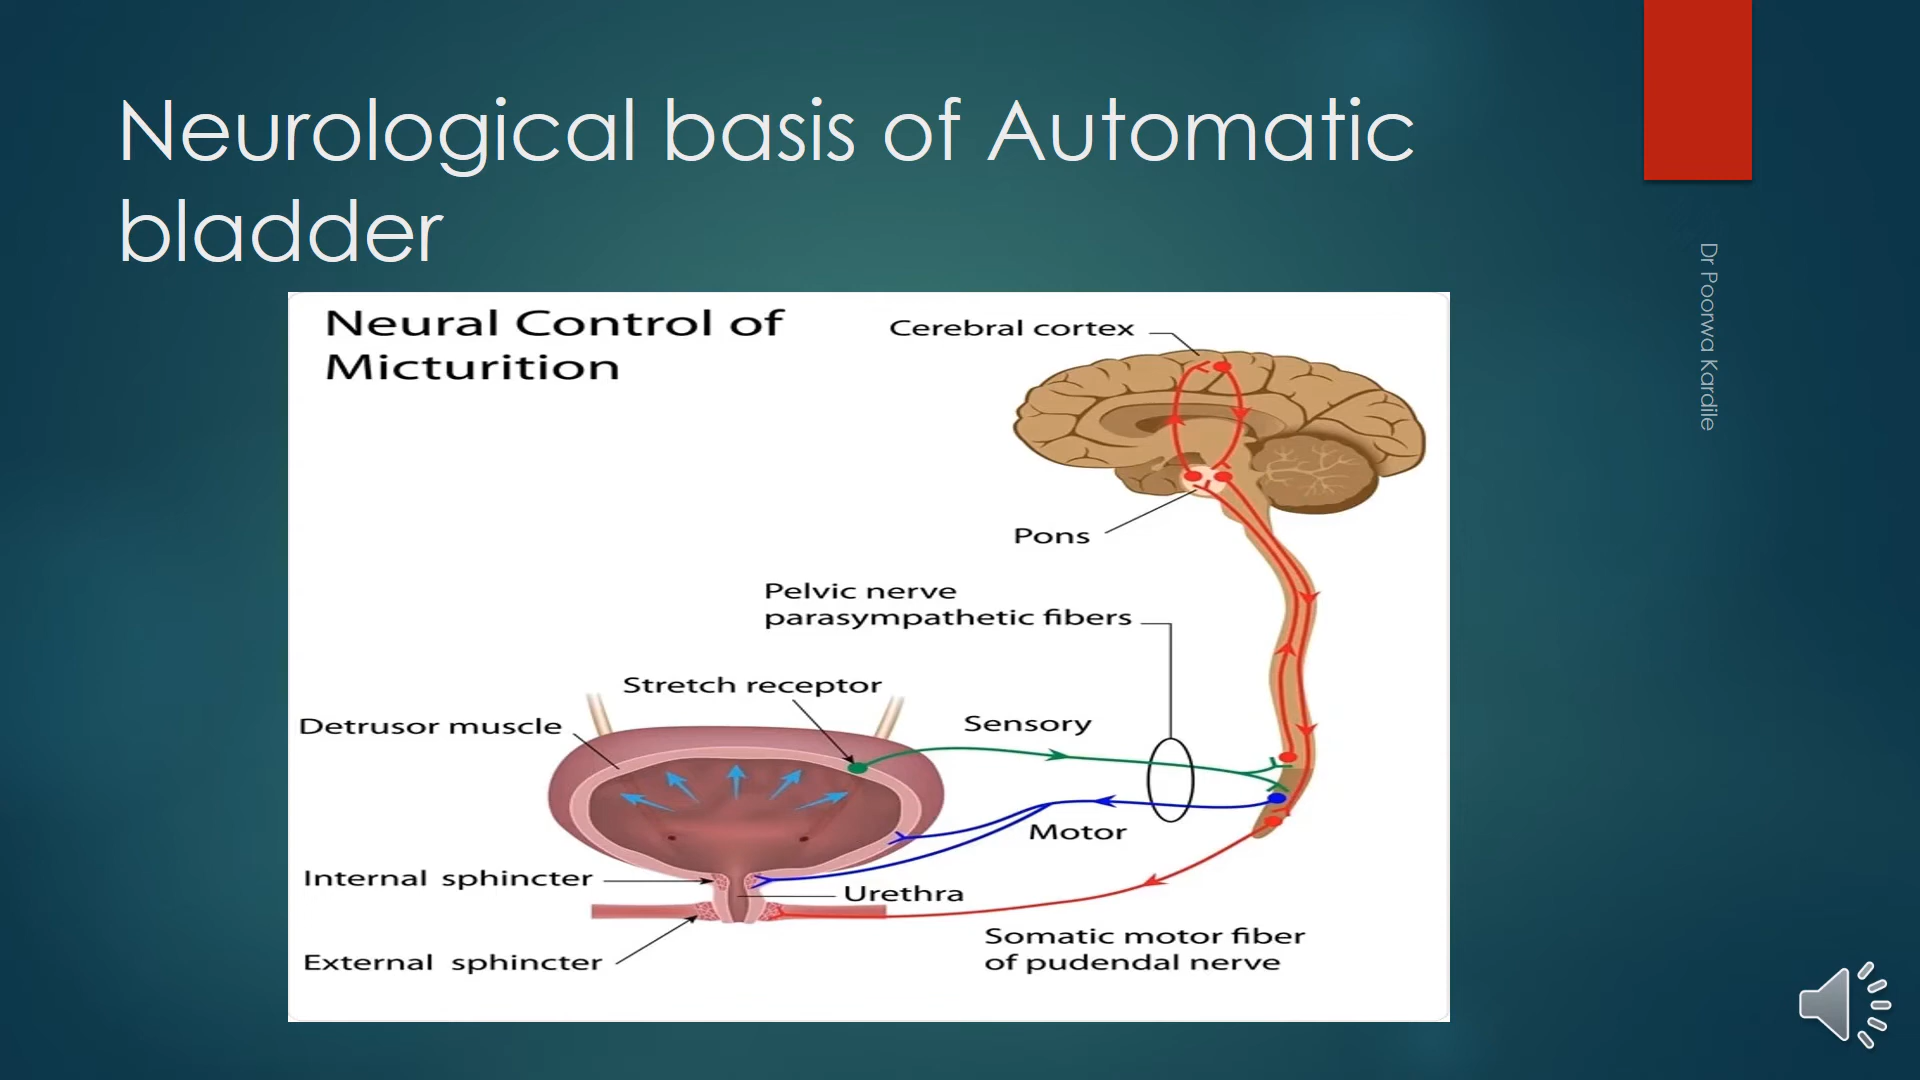 Neurological basis of Automatic
bladder
Dr Poorwa Kardile
Neural Control of
Micturition
Cerebral cortex
Pons
Pelvic nerve
parasympathetic fibers
Stretch receptor
Detrusor muscle
Sensory
Motor
Internal sphincter
Urethra
External sphincter
Somatic motor fiber
of pudendal nerve